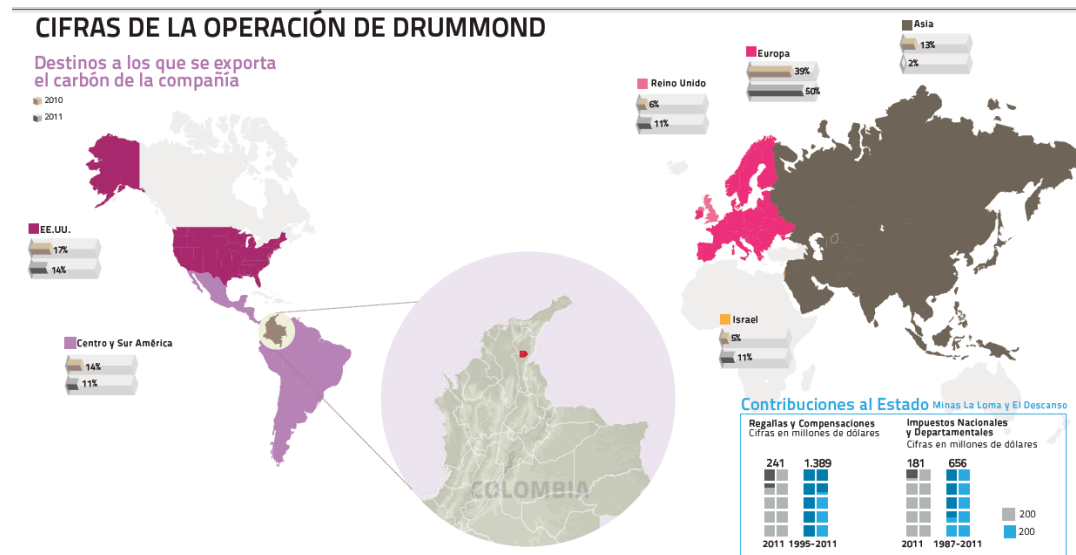 CIFRAS DE LA OPERACIÓN DE DRUMMOND
Destinos a los que se exporta
el carbón de la compañía
2010
2011
EE.UU.
17%
14%
Centro y Sur América
14%
11%
Reino Unido
6%
11%
Europa
39%
50%
Asia
13%
2%
Israel
5%
11%
COLOMBIA
Contribuciones al Estado Minas La Loma y El Descanso
Regalías y Compensaciones
Cifras en millones de dólares
241 1.389
2011 1995-2011
Impuestos Nacionales
y Departamentales
Cifras en millones de dólares
181 656
2011 1987-2011
200
200